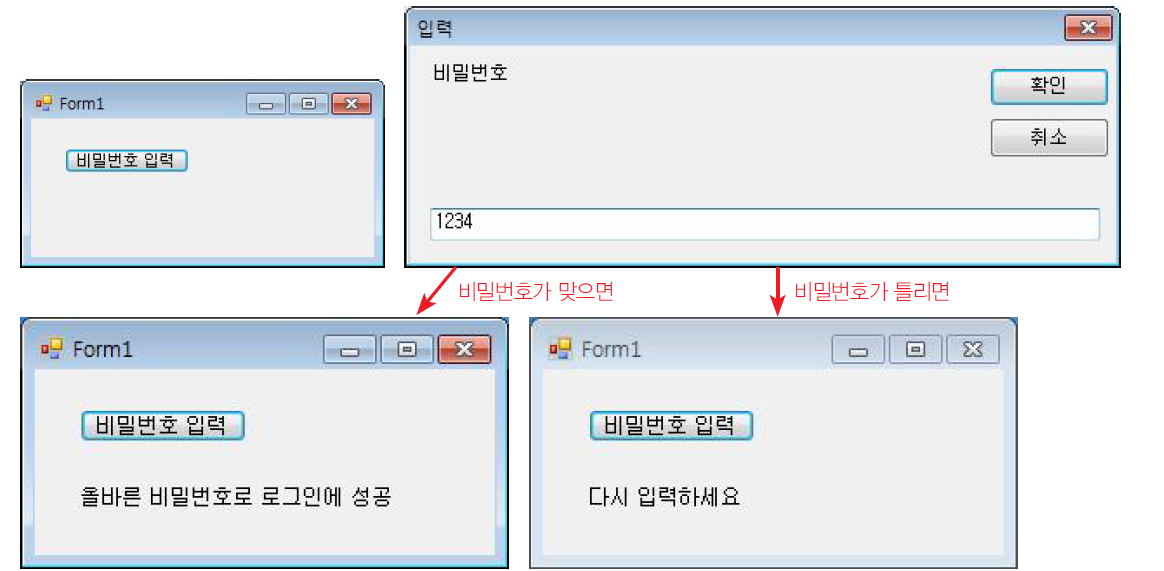 Form1
비밀번호 입력
입력
비밀번호
확인
취소
1234
비밀번호가 맞으면
비밀번호가 틀리면
Form1
비밀번호 입력
올바른 비밀번호로 로그인에 성공
Form1
비밀번호 입력
다시 입력하세요